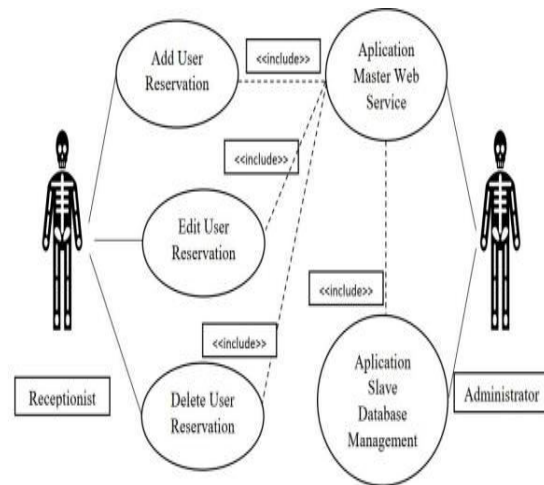 Add User
Reservation
<<include>>
Aplication
Master Web
Service
<<include>>
Edit User
Reservation
<<include>>
<<include>>
Receptionist
Delete User
Reservation
Aplication
Slave
Database
Management
Administrator